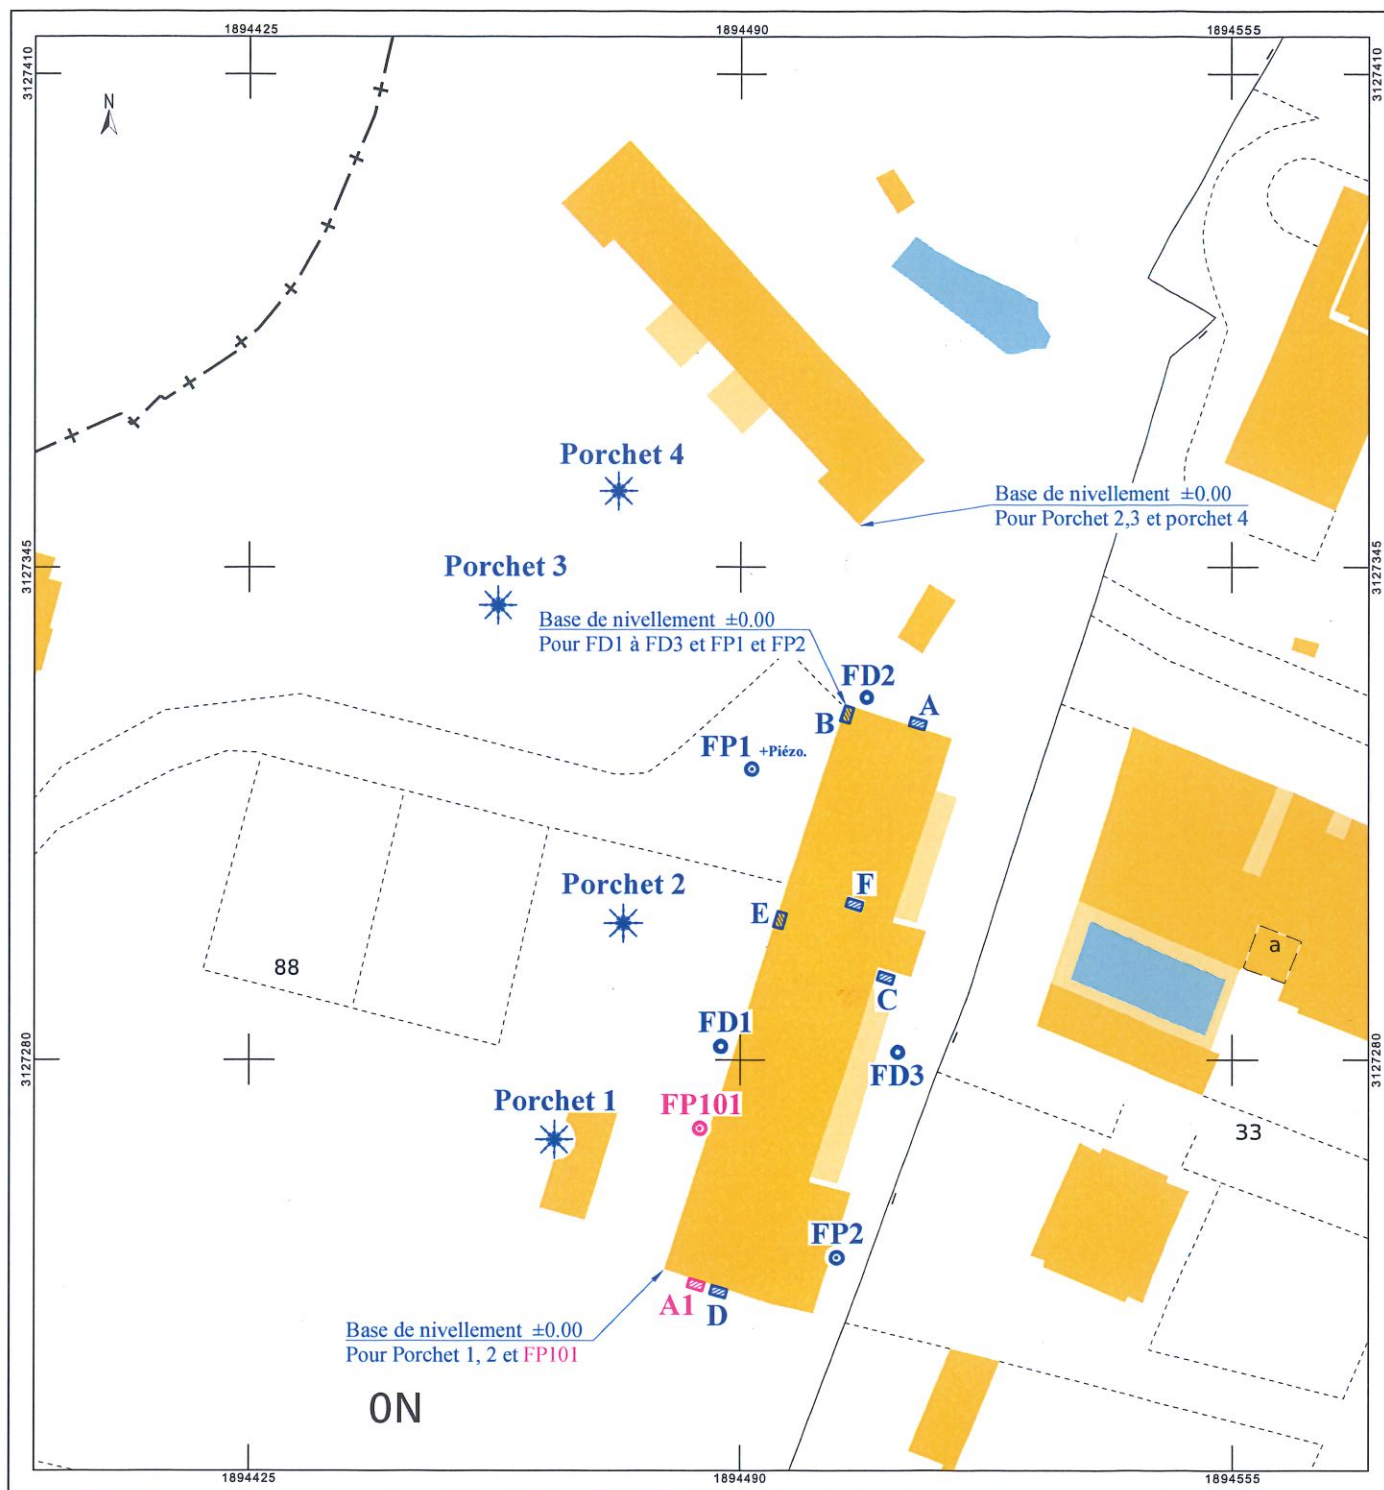 1894425
1894490
1894555
3127410
3127410
N
Porchet 4
Base de nivellement ±0.00
Pour Porchet 2,3 et porchet 4
3127345
3127345
Porchet 3
Base de nivellement ±0.00
Pour FD1 à FD3 et FP1 et FP2
FD2
A
B
FP1 +Piézo.
Porchet 2
F
E
88
a
C
FD1
FD3
3127280
3127280
Porchet 1
FP101
33
FP2
A1
D
Base de nivellement ±0.00
Pour Porchet 1, 2 et FP101
0N
1894425
1894490
1894555